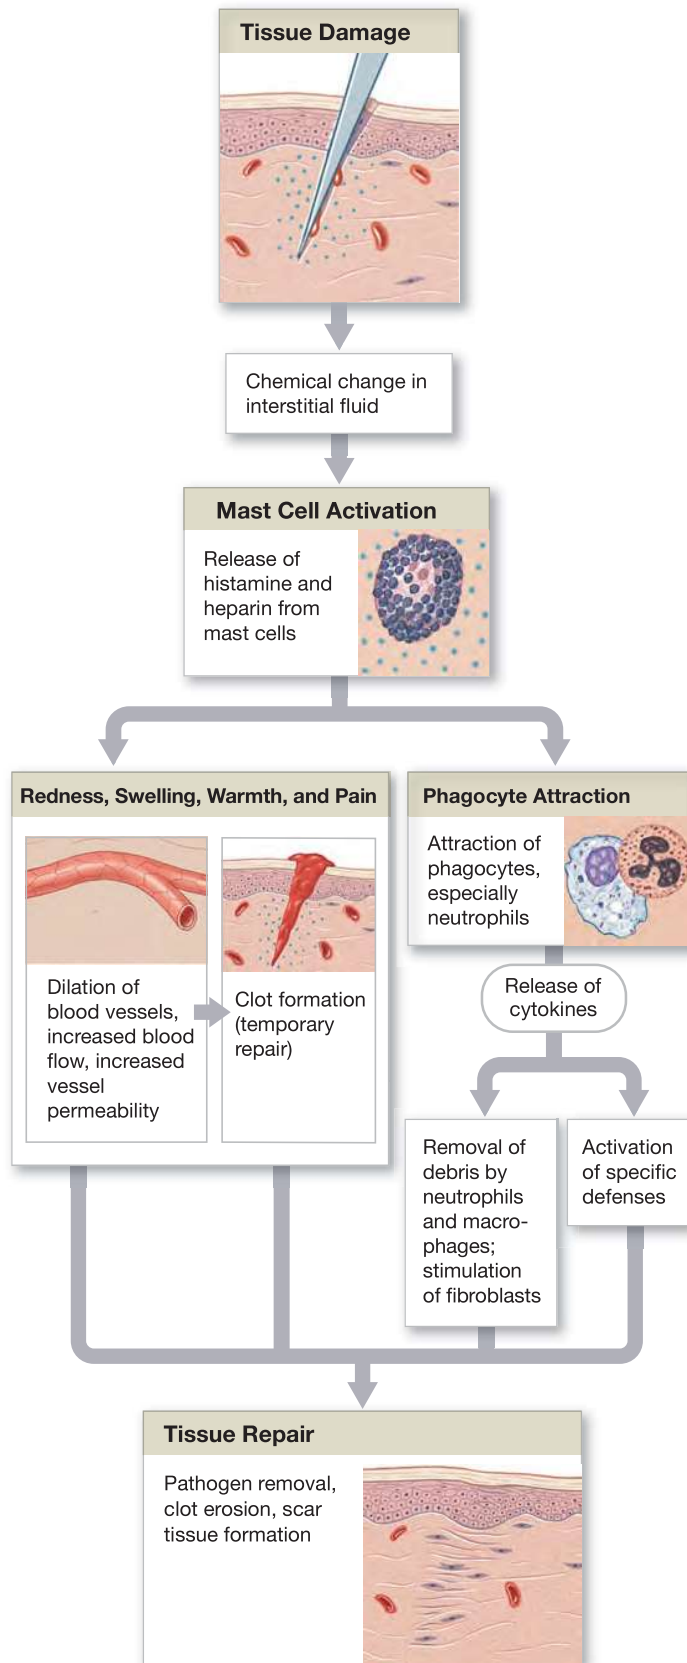 Tissue Damage
Chemical change in
interstitial fluid
Mast Cell Activation
Release of
histamine and
heparin from
mast cells
Redness, Swelling, Warmth, and Pain
Dilation of
blood vessels,
increased blood
flow, increased
vessel
permeability
Clot formation
(temporary
repair)
Phagocyte Attraction
Attraction of
phagocytes,
especially
neutrophils
Release of
cytokines
Removal of
debris by
neutrophils
and macro-
phages;
stimulation
of fibroblasts
Activation
of specific
defenses
Tissue Repair
Pathogen removal,
clot erosion, scar
tissue formation